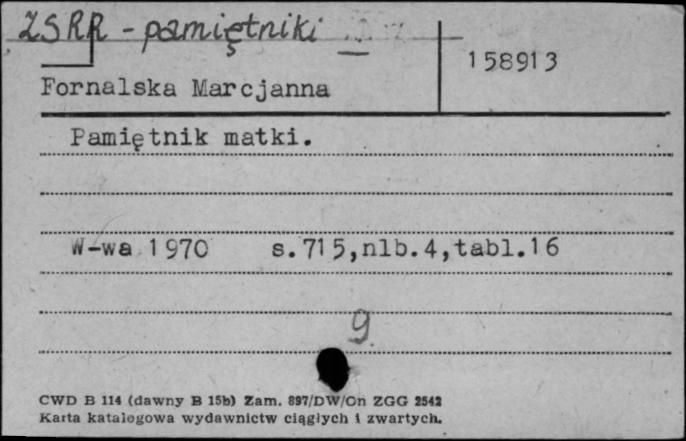 ZSRR - pamiętniki
158913
Fornalska Marcjanna
Pamiętnik matki.
W-wa 1970 s.715,nlb.4,tabl.16
9
CWD B 114 (dawny B 15b) Zam. 897/DW/Gn ZGG 2542
Karta katalogowa wydawnictw ciągłych i zwartych.